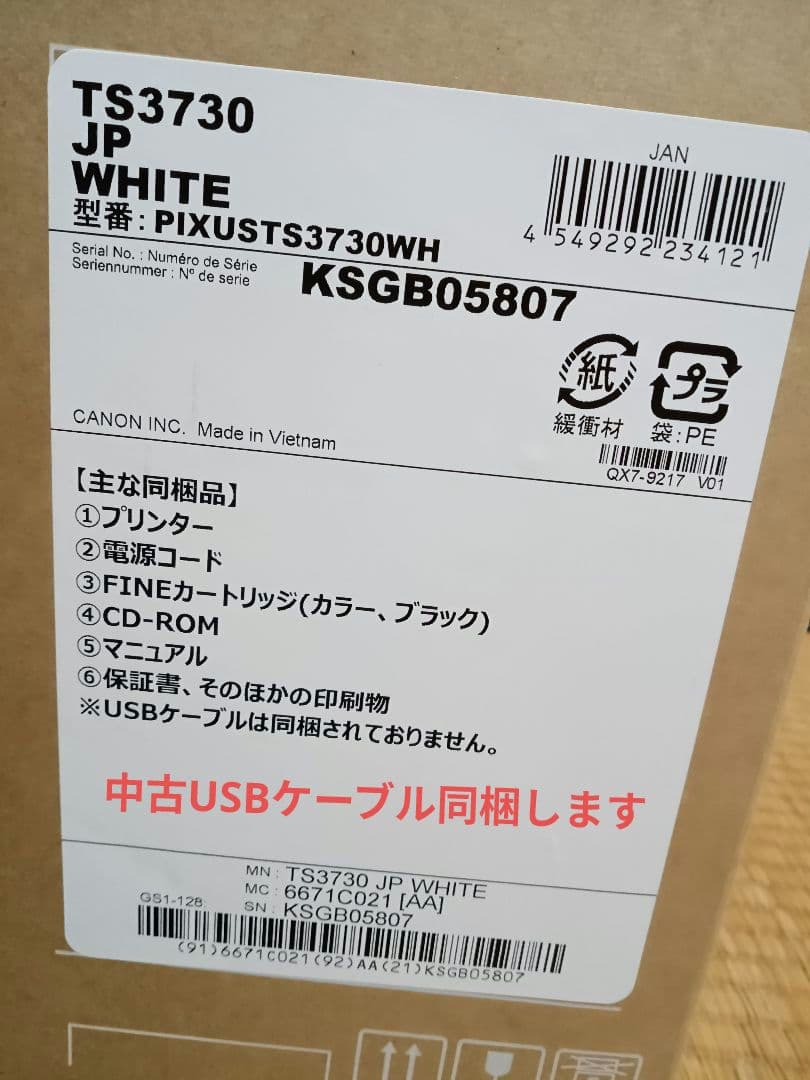 TS3730
JP
WHITE
型番: PIXUSTS3730WH
JAN
4 549292 234121
Serial No. : Numéro de Série
Seriennummer : Nº de serie
KSGB05807
紙
プラ
緩衝材
袋:PE
CANON INC. Made in Vietnam
QX7-9217 V01
【主な同梱品】
①プリンター
②電源コード
③FINEカートリッジ(カラー、ブラック)
④CD-ROM
⑤マニュアル
⑥保証書、そのほかの印刷物
※USBケーブルは同梱されておりません。
中古USBケーブル同梱します
MN : TS3730 JP WHITE
MC : 6671C021 [AA]
GS1-128: SN : KSGB05807
(91)6671C021(92)AA(21)KSGB05807